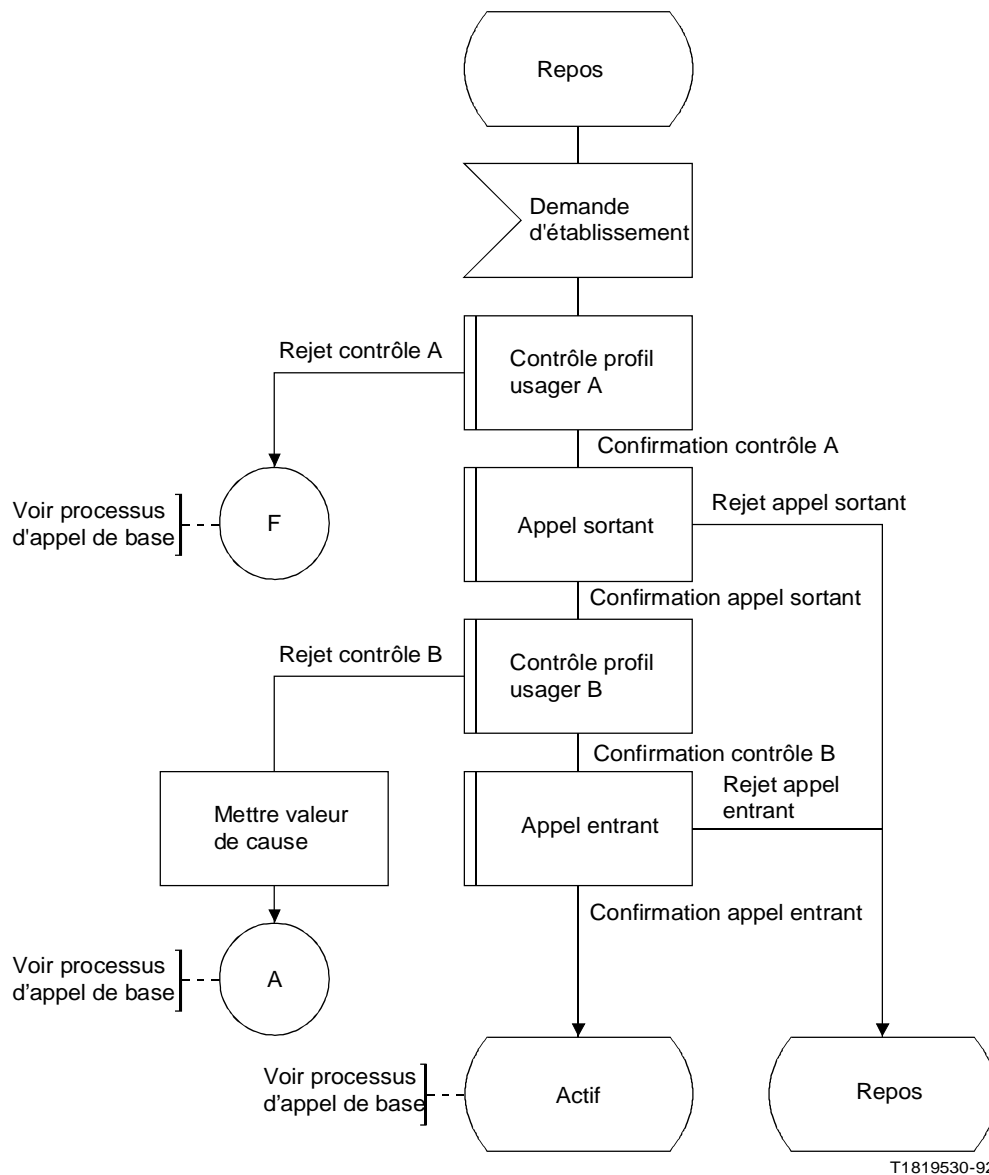 Repos
Demande
d'établissement
Rejet contrôle A
Contrôle profil
usager A
Confirmation contrôle A
Voir processus
d'appel de base
F
Appel sortant
Rejet appel sortant
Confirmation appel sortant
Rejet contrôle B
Contrôle profil
usager B
Confirmation contrôle B
Mettre valeur
de cause
Appel entrant
Rejet appel
entrant
Confirmation appel entrant
Voir processus
d'appel de base
A
Voir processus
d'appel de base
Actif
Repos
T1819530-92